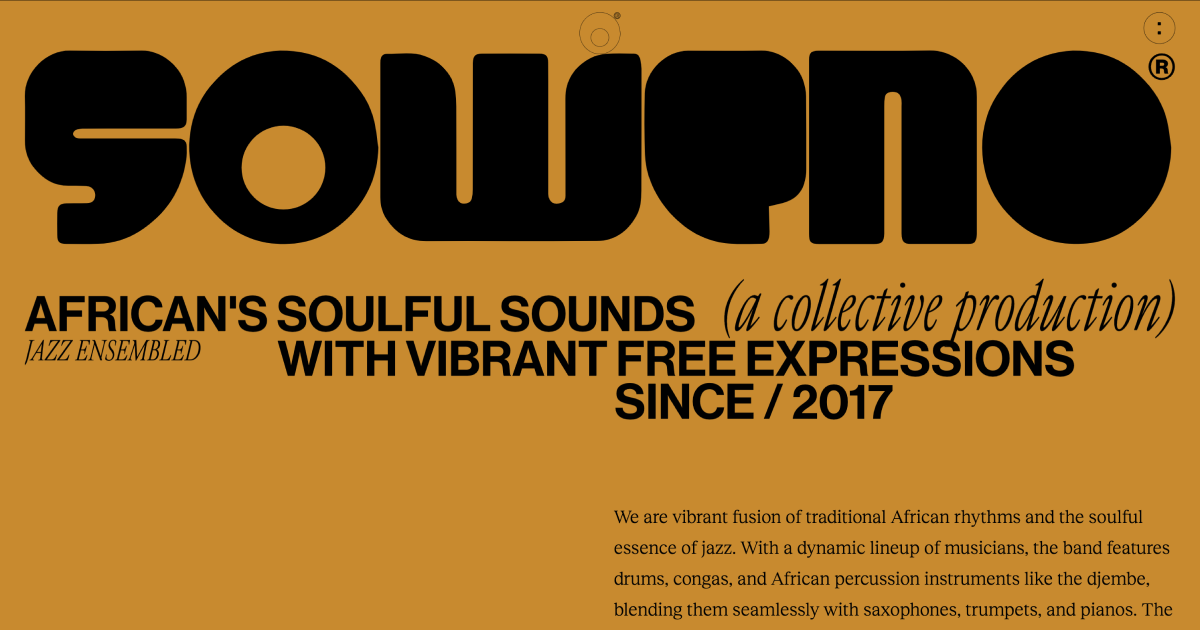 soweno®
AFRICAN'S SOULFUL SOUNDS (a collective production)
JAZZ ENSEMBLED WITH VIBRANT FREE EXPRESSIONS
SINCE / 2017
We are vibrant fusion of traditional African rhythms and the soulful
essence of jazz. With a dynamic lineup of musicians, the band features
drums, congas, and African percussion instruments like the djembe,
blending them seamlessly with saxophones, trumpets, and pianos. The